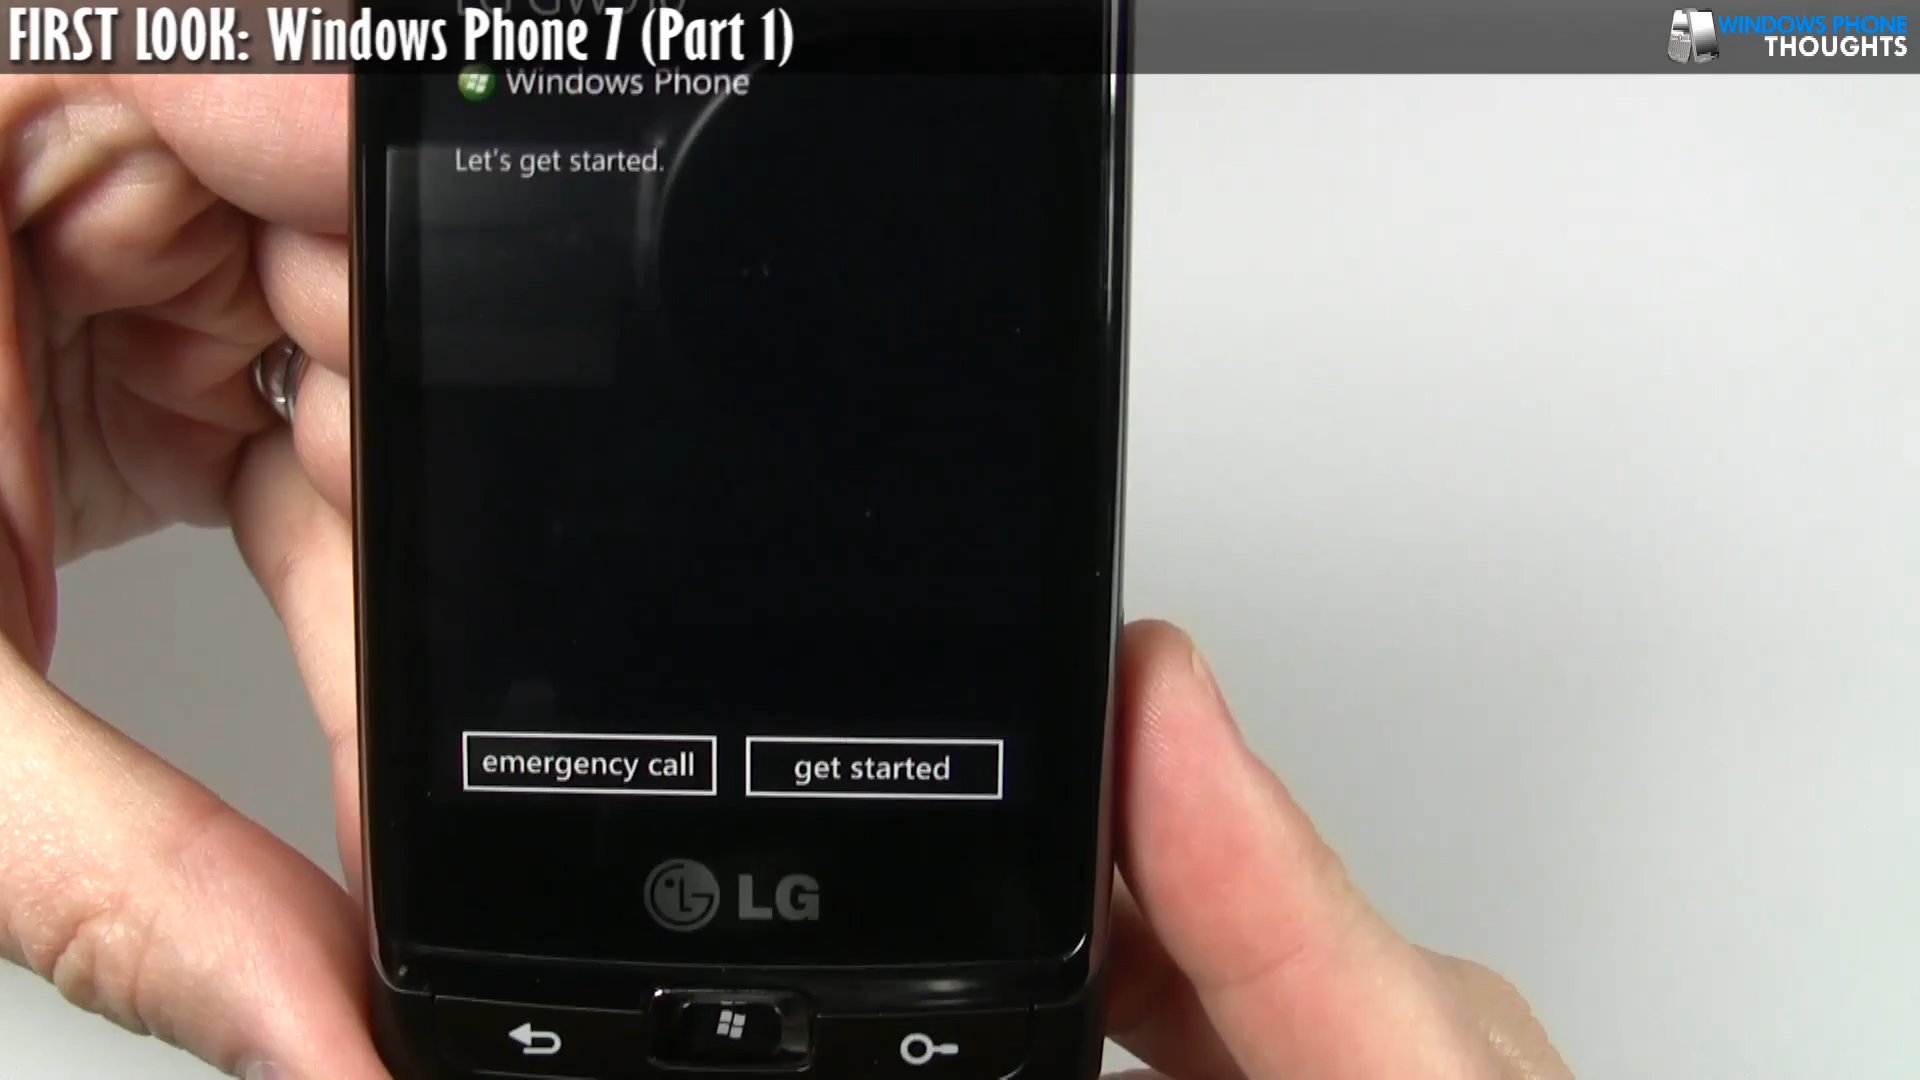 FIRST LOOK: Windows Phone 7 (Part 1)
WINDOWS PHONE
THOUGHTS
Windows Phone
Let's get started.
emergency call
get started
LG